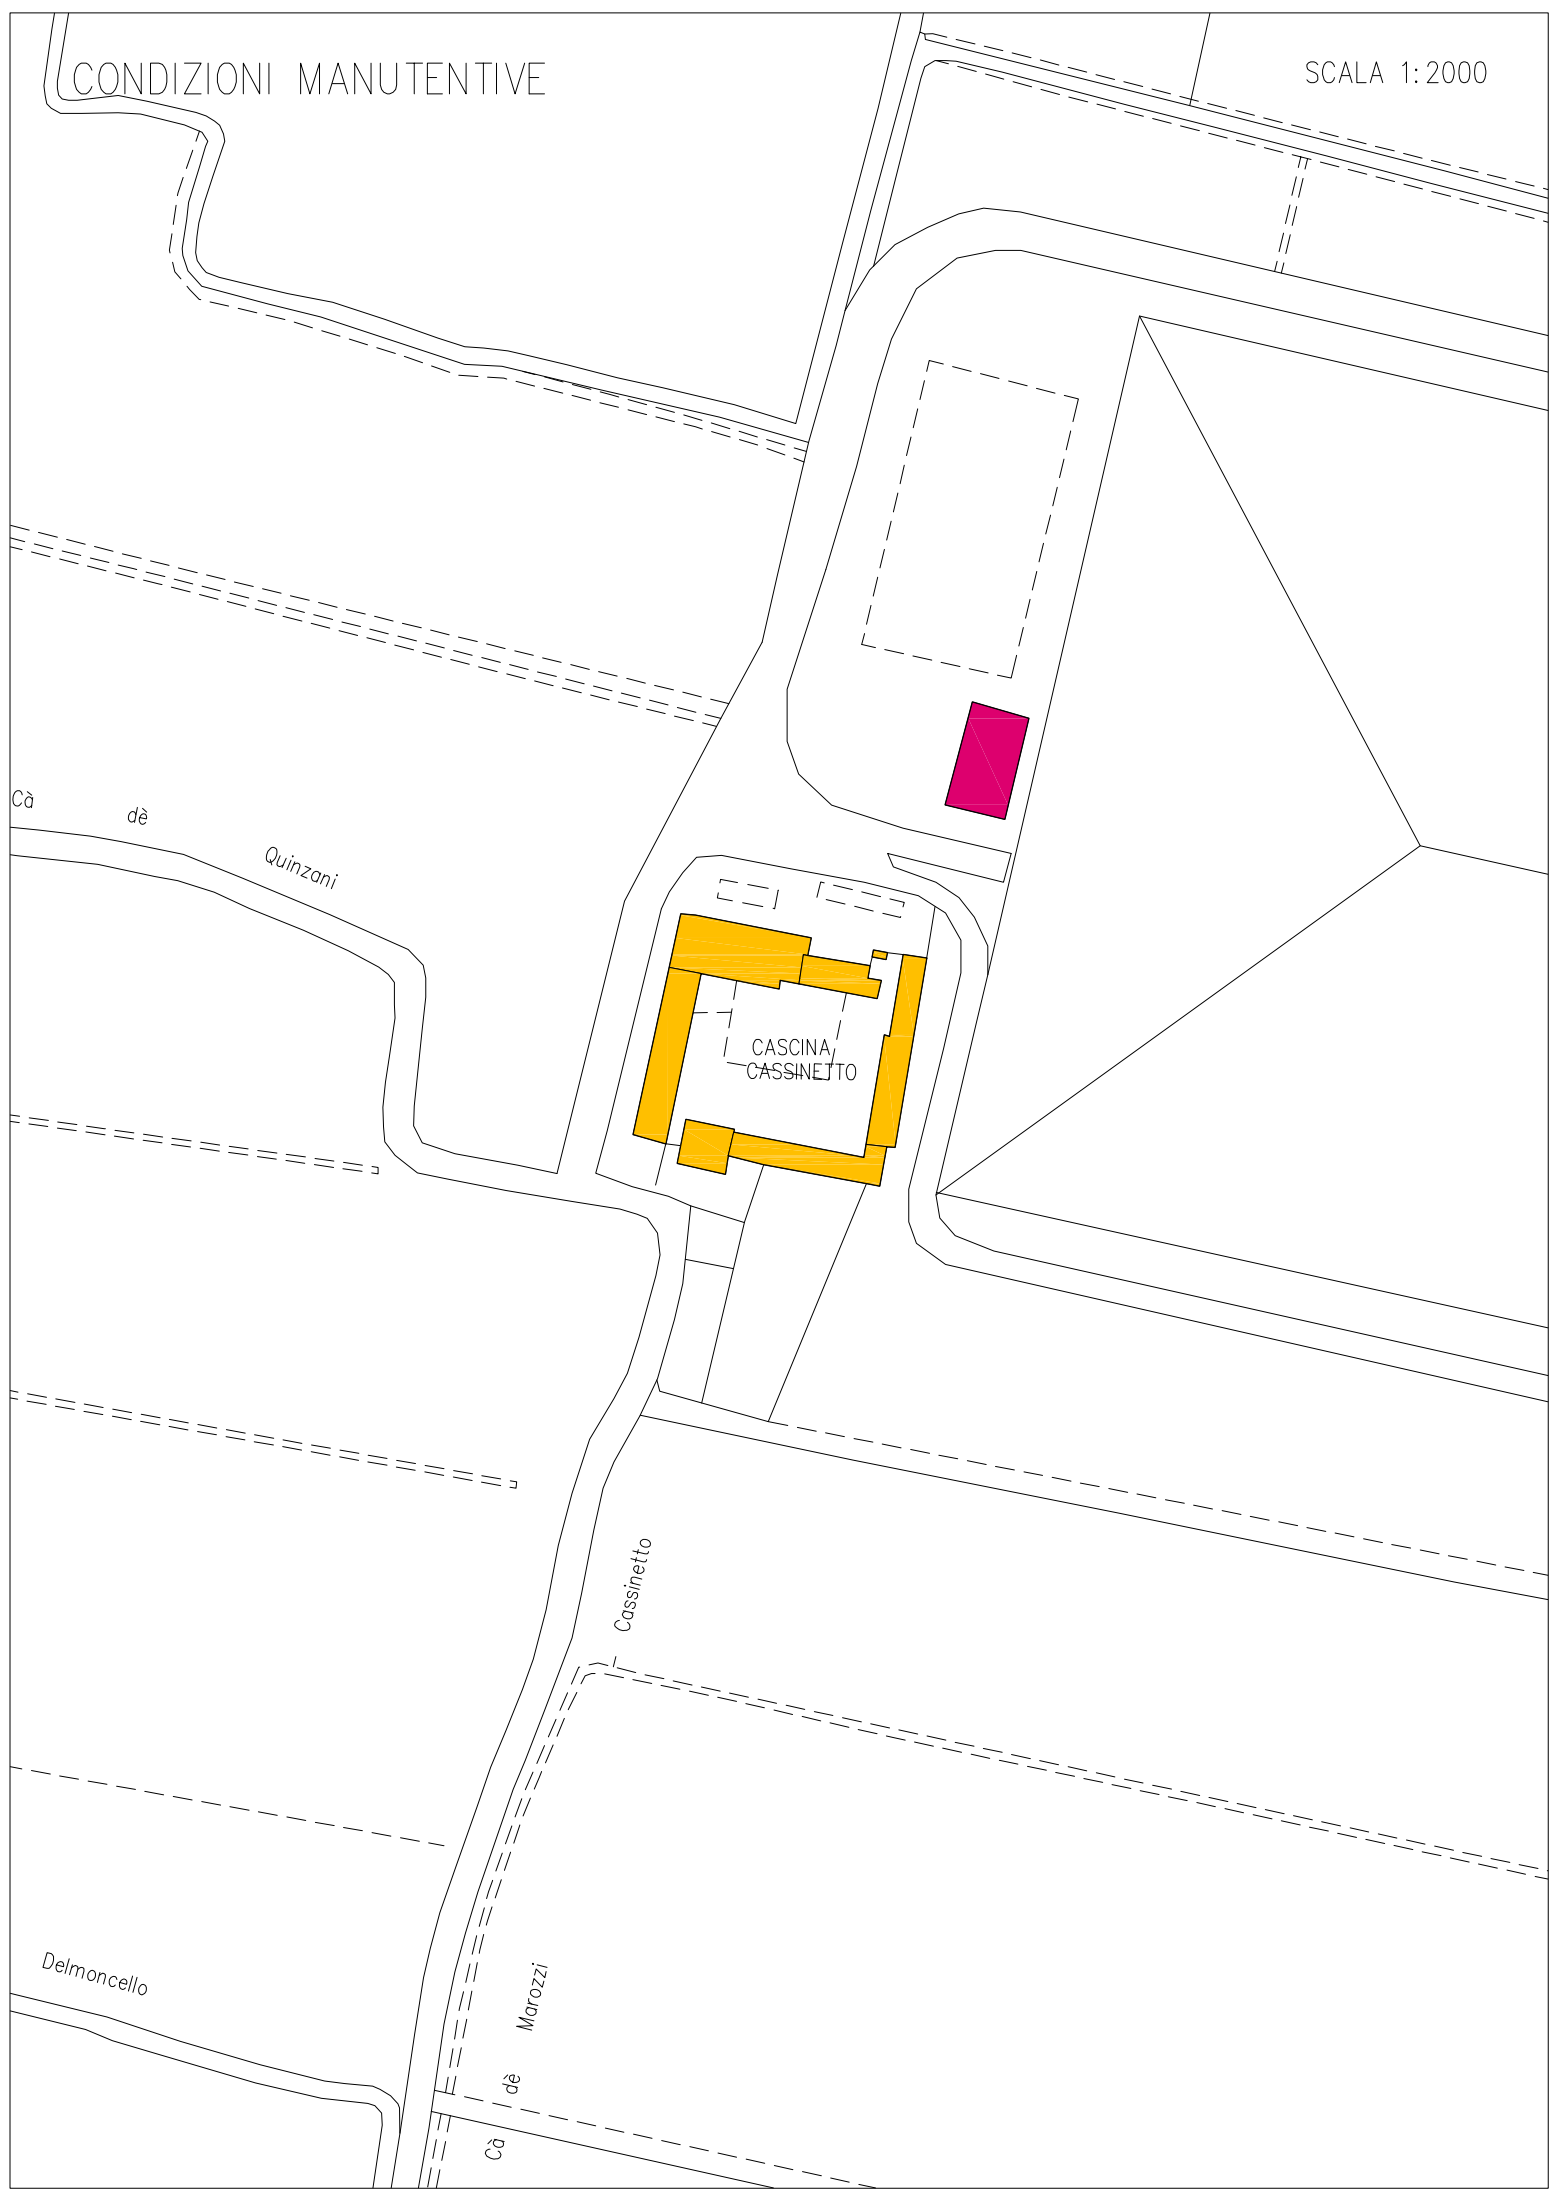 CONDIZIONI MANUTENTIVE
SCALA 1:2000
Cà dè Quinzani
CASCINA
CASSINETTO
Cassinetto
Delmoncello
Cà dè Marozzi